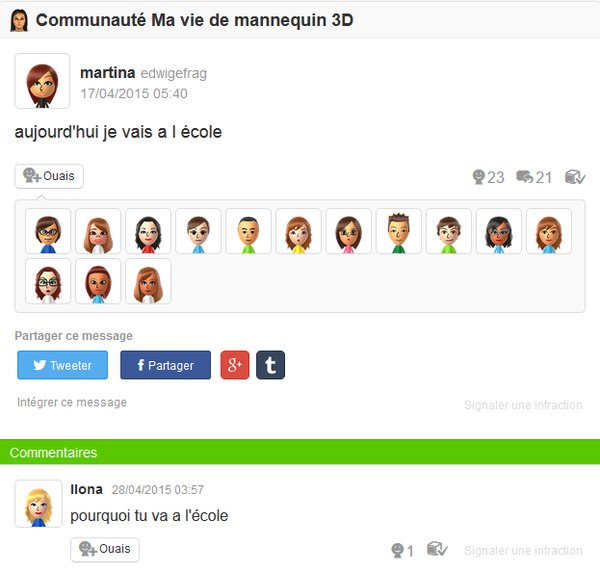 Communauté Ma vie de mannequin 3D
martina edwigefrag
17/04/2015 05:40
aujourd'hui je vais a l école
Ouais
23 21
Partager ce message
Tweeter Partager g+ t
Intégrer ce message
Signaler une infraction
Commentaires
Ilona 28/04/2015 03:57
pourquoi tu va a l'école
Ouais
1
Signaler une infraction